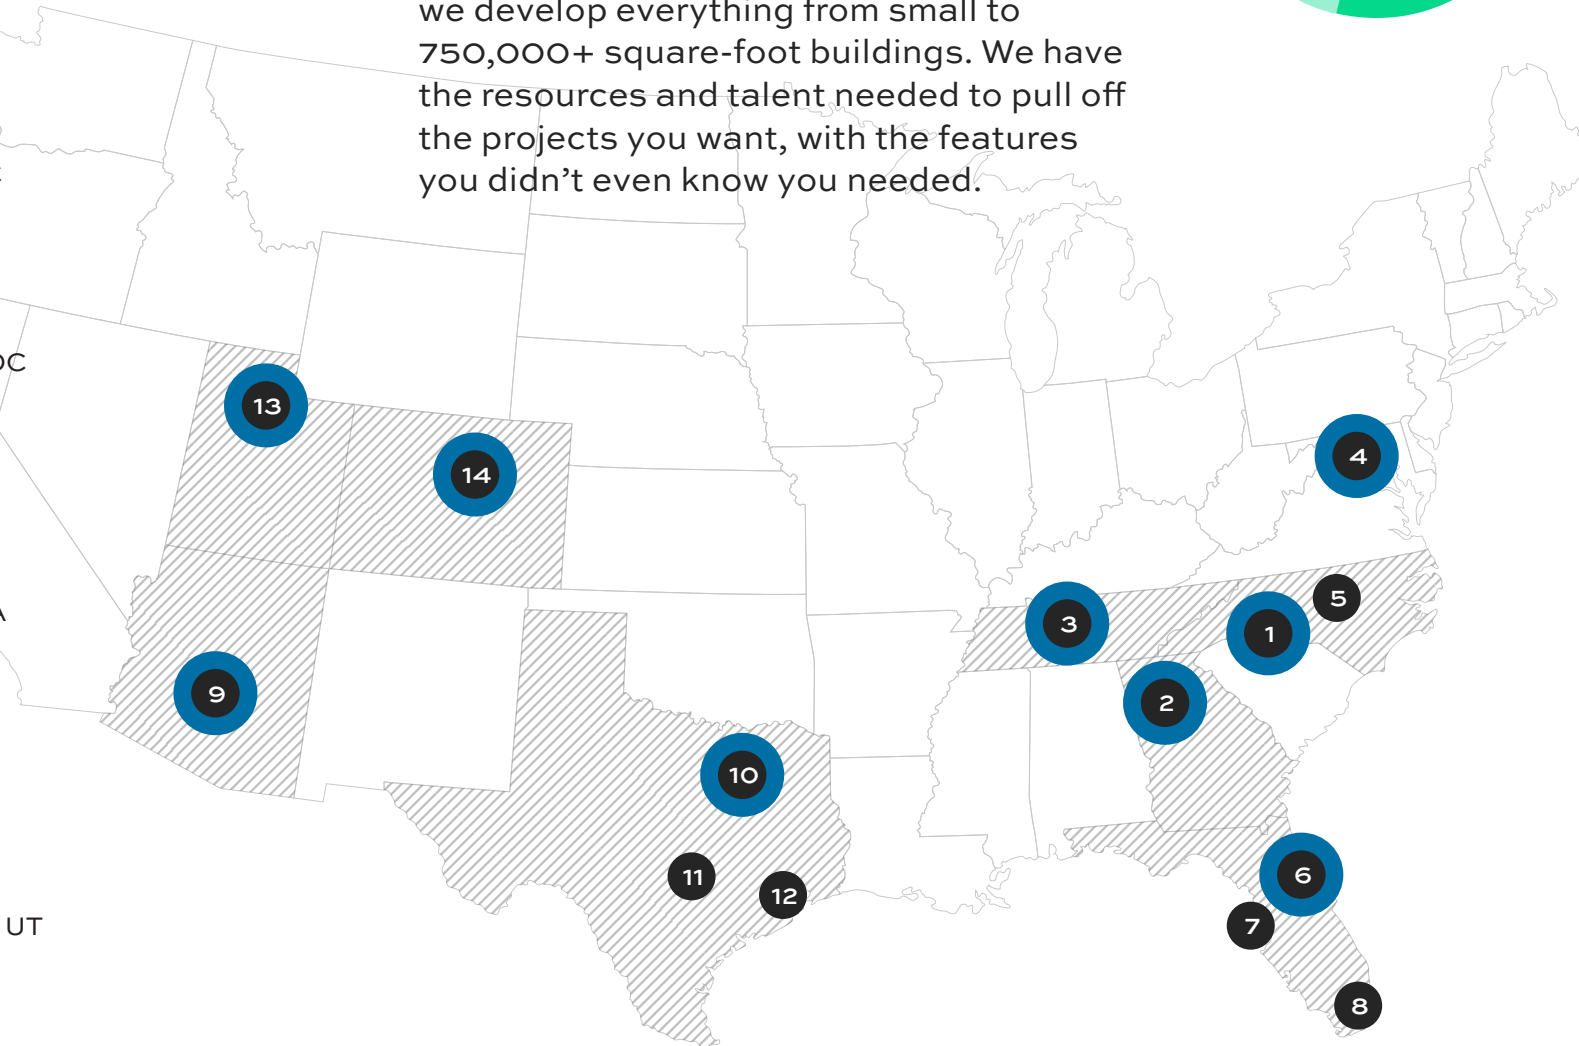 we develop everything from small to
750,000+ square-foot buildings. We have
the resources and talent needed to pull off
the projects you want, with the features
you didn't even know you needed.
13
14
4
5
3
1
9
2
10
11
12
6
7
8
UT